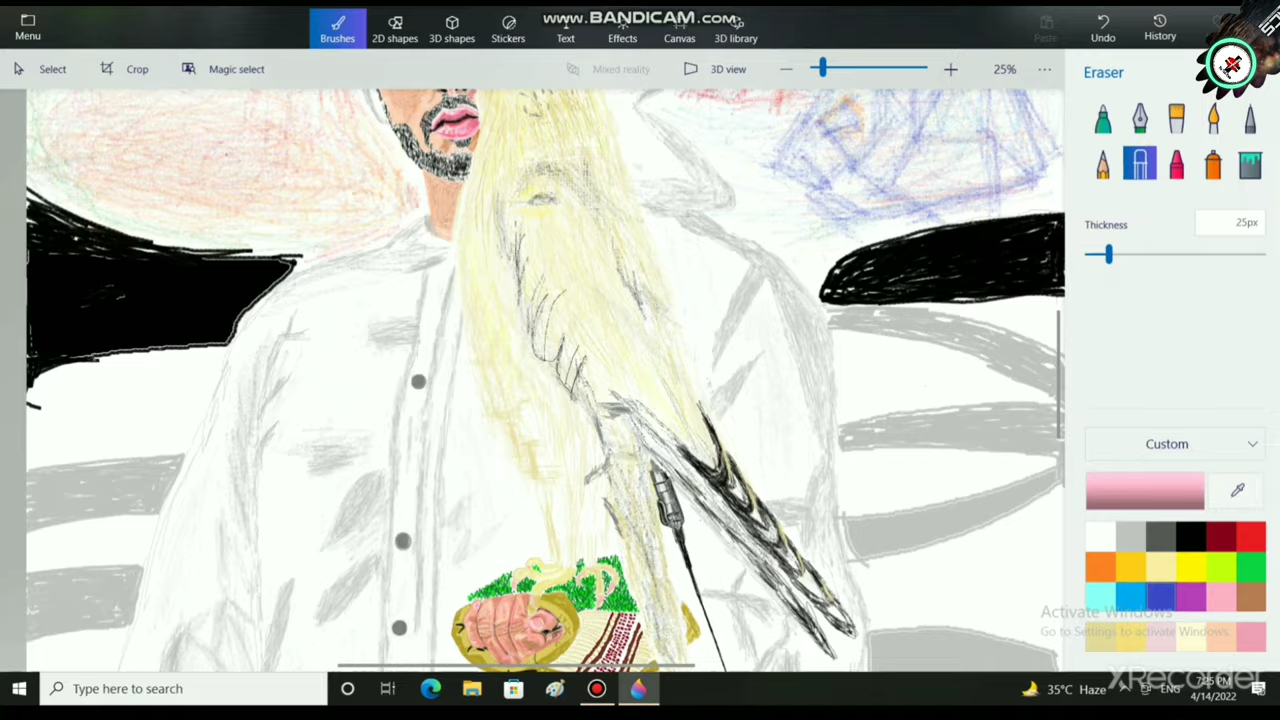 www.BANDICAM.com
Menu
Brushes
2D shapes
3D shapes
Stickers
Text
Effects
Canvas
3D library
Paste
Undo
History
Select
Crop
Magic select
Mixed reality
3D view
25%
Eraser
Thickness
25px
Custom
Activate Windows
Go to Settings to activate Windows.
XRecorder
Type here to search
35°C Haze
ENG
7:25 PM
4/14/2022